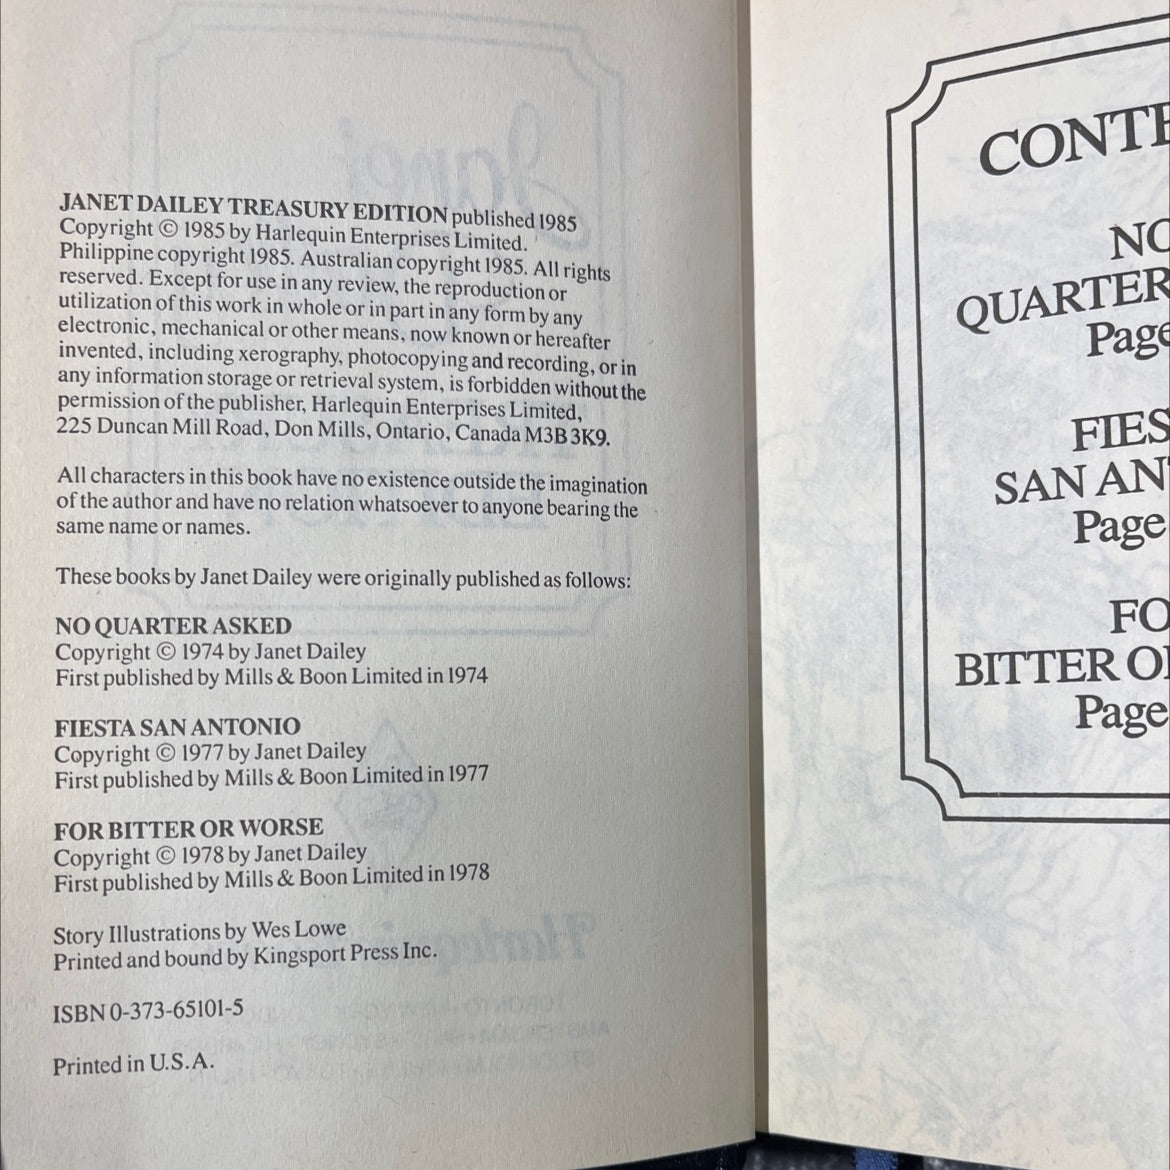 JANET DAILEY TREASURY EDITION published 1985
Copyright © 1985 by Harlequin Enterprises Limited.
Philippine copyright 1985. Australian copyright 1985. All rights
reserved. Except for use in any review, the reproduction or
utilization of this work in whole or in part in any form by any
electronic, mechanical or other means, now known or hereafter
invented, including xerography, photocopying and recording, or in
any information storage or retrieval system, is forbidden without the
permission of the publisher, Harlequin Enterprises Limited,
225 Duncan Mill Road, Don Mills, Ontario, Canada M3B 3K9.
All characters in this book have no existence outside the imagination
of the author and have no relation whatsoever to anyone bearing the
same name or names.
These books by Janet Dailey were originally published as follows:
NO QUARTER ASKED
Copyright © 1974 by Janet Dailey
First published by Mills & Boon Limited in 1974
FIESTA SAN ANTONIO
Copyright © 1977 by Janet Dailey
First published by Mills & Boon Limited in 1977
FOR BITTER OR WORSE
Copyright © 1978 by Janet Dailey
First published by Mills & Boon Limited in 1978
Story Illustrations by Wes Lowe
Printed and bound by Kingsport Press Inc.
ISBN 0-373-65101-5
Printed in U.S.A.
CONTE
NO
QUARTER
Page
FIES
SAN ANT
Page
FO
BITTER OR
Page